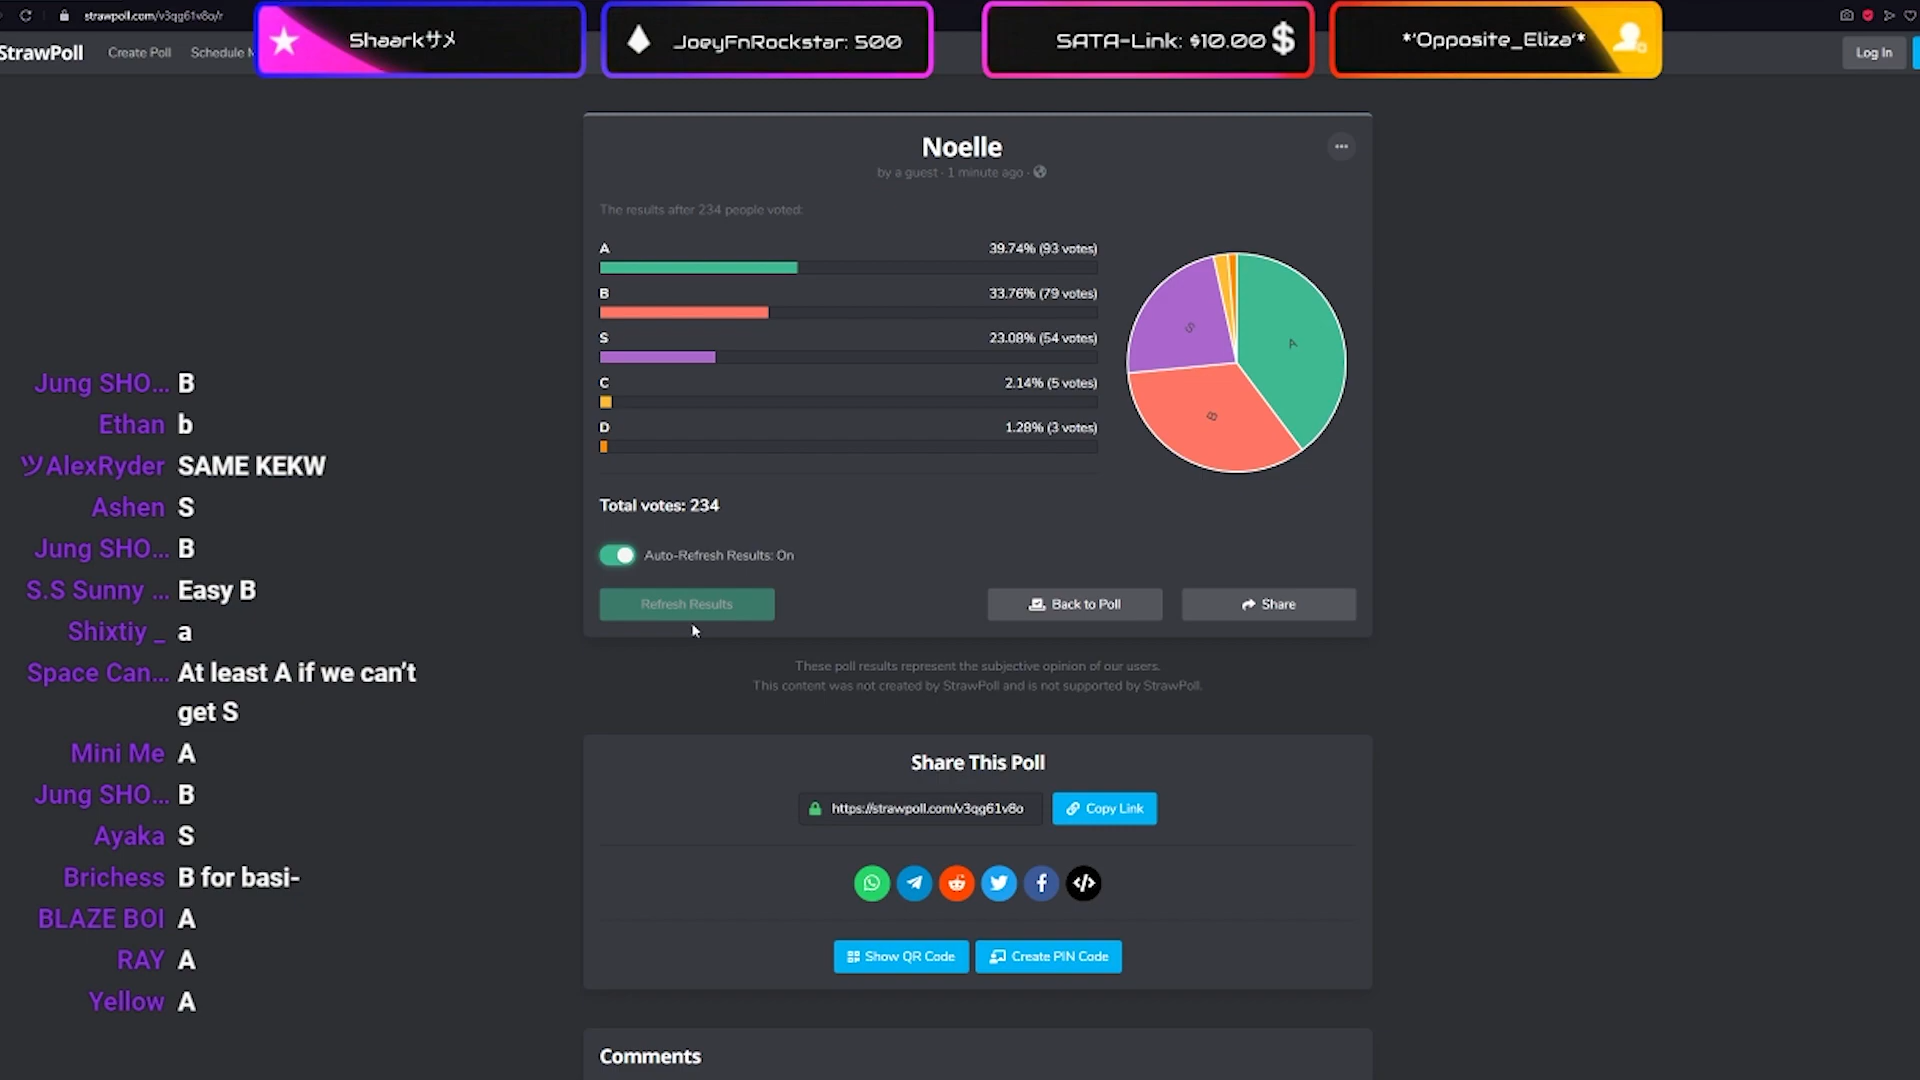 strawpoll.com/v3qg61v8o/r
StrawPoll
Create Poll
Schedule M
Shaarkサメ
JoeyFnRockstar: 500
SATA-Link: $10.00
$
*'Opposite_Eliza'*
Log In
Noelle
by a guest · 1 minute ago ·
The results after 234 people voted:
A 39.74% (93 votes)
B 33.76% (79 votes)
S 23.08% (54 votes)
C 2.14% (5 votes)
D 1.28% (3 votes)
A
S
B
Total votes: 234
Auto-Refresh Results: On
Refresh Results
Back to Poll
Share
These poll results represent the subjective opinion of our users.
This content was not created by StrawPoll and is not supported by StrawPoll.
Share This Poll
https://strawpoll.com/v3qg61v8o
Copy Link
Show QR Code
Create PIN Code
Comments
Jung SHO... B
Ethan b
ツAlexRyder SAME KEKW
Ashen S
Jung SHO... B
S.S Sunny ... Easy B
Shixtiy _ a
Space Can... At least A if we can't
get S
Mini Me A
Jung SHO... B
Ayaka S
Brichess B for basi-
BLAZE BOI A
RAY A
Yellow A